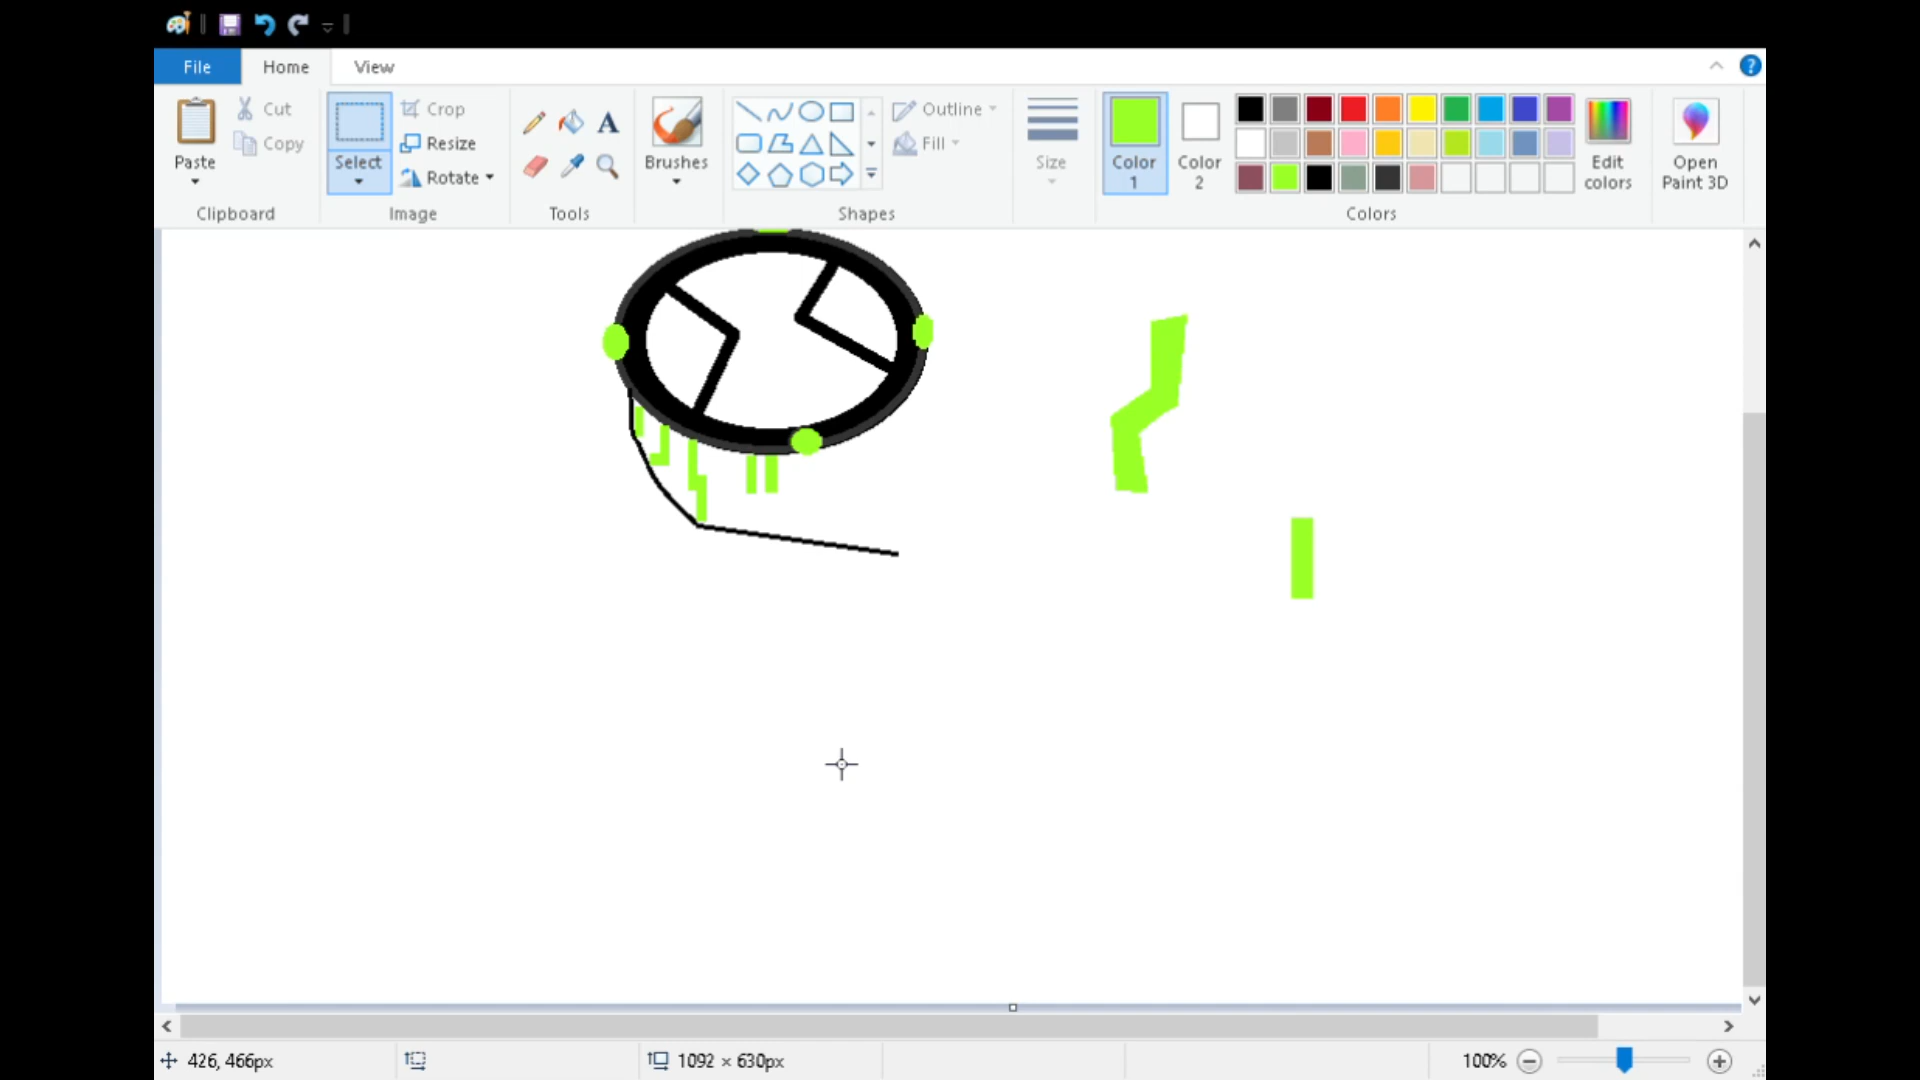 File Home View
?
Paste
Cut
Copy
Clipboard
Select
Crop
Resize
Rotate
Image
A
Tools
Brushes
Outline
Fill
Shapes
Size
Color 1
Color 2
Edit colors
Colors
Open Paint 3D
426, 466px
1092 × 630px
100%